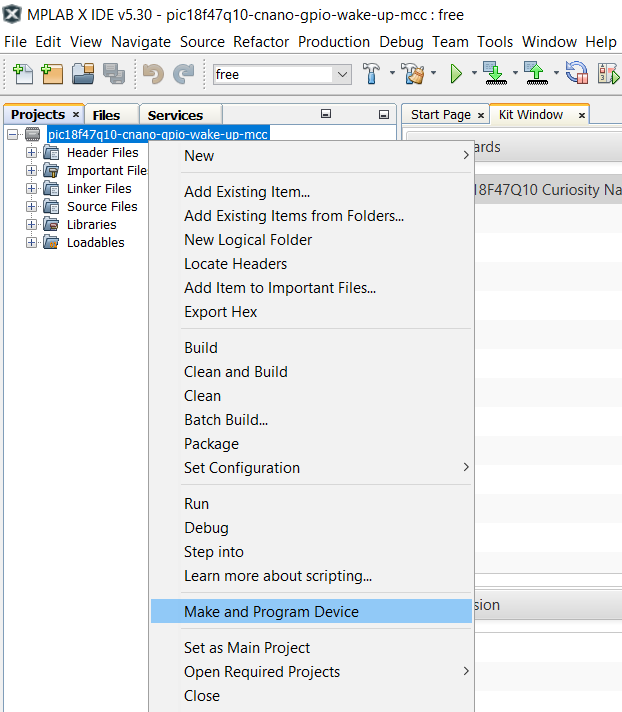 MPLAB X IDE v5.30 - pic18f47q10-cnano-gpio-wake-up-mcc : free
File Edit View Navigate Source Refactor Production Debug Team Tools Window Help
free
Projects × Files Services
Start Page × Kit Window ×
pic18f47q10-cnano-gpio-wake-up-mcc
Header Files
Important File
Linker Files
Source Files
Libraries
Loadables
New
Add Existing Item...
Add Existing Items from Folders...
New Logical Folder
Locate Headers
Add Item to Important Files...
Export Hex
Build
Clean and Build
Clean
Batch Build...
Package
Set Configuration
Run
Debug
Step into
Learn more about scripting...
Make and Program Device
Set as Main Project
Open Required Projects
Close
ards
18F47Q10 Curiosity Na
sion